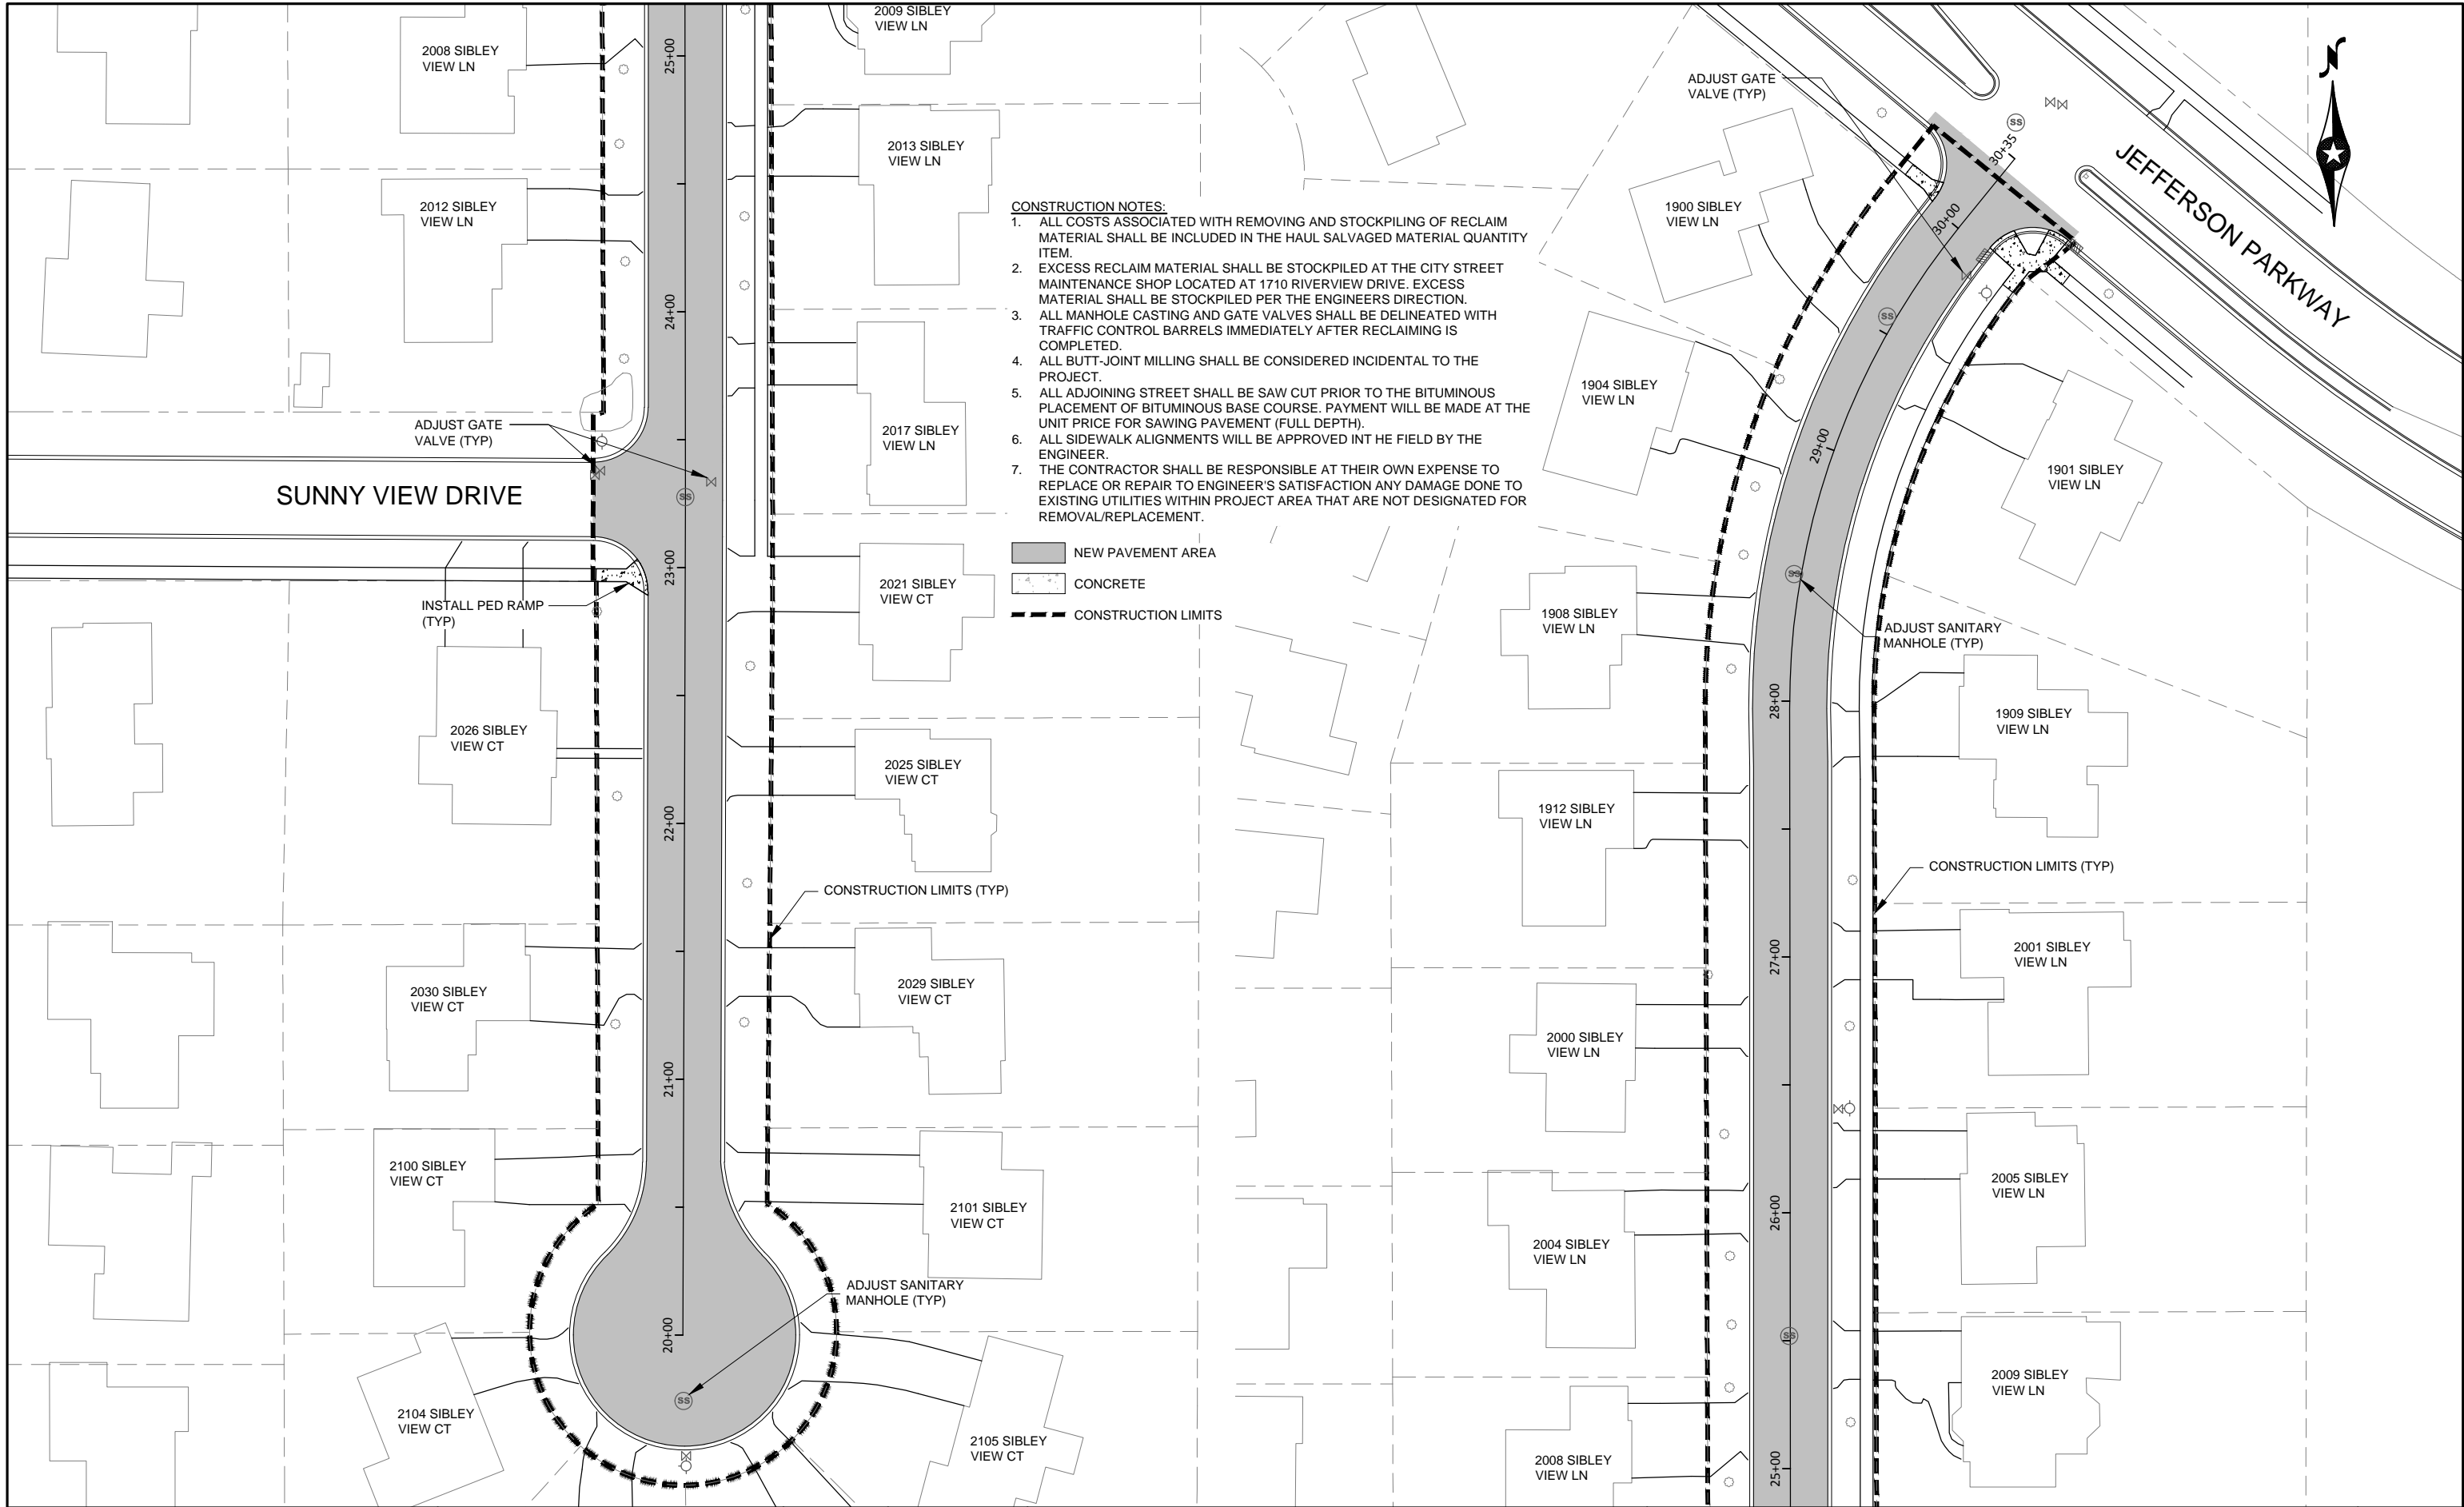 2008 SIBLEY
VIEW LN
25+00
2009 SIBLEY
VIEW LN
2013 SIBLEY
VIEW LN
2012 SIBLEY
VIEW LN
24+00
2017 SIBLEY
VIEW LN
ADJUST GATE
VALVE (TYP)
SUNNY VIEW DRIVE
SS
23+00
INSTALL PED RAMP
(TYP)
2021 SIBLEY
VIEW CT
2026 SIBLEY
VIEW CT
2025 SIBLEY
VIEW CT
22+00
CONSTRUCTION LIMITS (TYP)
2030 SIBLEY
VIEW CT
2029 SIBLEY
VIEW CT
21+00
2100 SIBLEY
VIEW CT
2101 SIBLEY
VIEW CT
ADJUST SANITARY
MANHOLE (TYP)
20+00
SS
2104 SIBLEY
VIEW CT
2105 SIBLEY
VIEW CT
CONSTRUCTION NOTES:
1. ALL COSTS ASSOCIATED WITH REMOVING AND STOCKPILING OF RECLAIM
MATERIAL SHALL BE INCLUDED IN THE HAUL SALVAGED MATERIAL QUANTITY
ITEM.
2. EXCESS RECLAIM MATERIAL SHALL BE STOCKPILED AT THE CITY STREET
MAINTENANCE SHOP LOCATED AT 1710 RIVERVIEW DRIVE. EXCESS
MATERIAL SHALL BE STOCKPILED PER THE ENGINEERS DIRECTION.
3. ALL MANHOLE CASTING AND GATE VALVES SHALL BE DELINEATED WITH
TRAFFIC CONTROL BARRELS IMMEDIATELY AFTER RECLAIMING IS
COMPLETED.
4. ALL BUTT-JOINT MILLING SHALL BE CONSIDERED INCIDENTAL TO THE
PROJECT.
5. ALL ADJOINING STREET SHALL BE SAW CUT PRIOR TO THE BITUMINOUS
PLACEMENT OF BITUMINOUS BASE COURSE. PAYMENT WILL BE MADE AT THE
UNIT PRICE FOR SAWING PAVEMENT (FULL DEPTH).
6. ALL SIDEWALK ALIGNMENTS WILL BE APPROVED INT HE FIELD BY THE
ENGINEER.
7. THE CONTRACTOR SHALL BE RESPONSIBLE AT THEIR OWN EXPENSE TO
REPLACE OR REPAIR TO ENGINEER'S SATISFACTION ANY DAMAGE DONE TO
EXISTING UTILITIES WITHIN PROJECT AREA THAT ARE NOT DESIGNATED FOR
REMOVAL/REPLACEMENT.
NEW PAVEMENT AREA
CONCRETE
CONSTRUCTION LIMITS
N
ADJUST GATE
VALVE (TYP)
SS
30+35
JEFFERSON PARKWAY
1900 SIBLEY
VIEW LN
30+00
SS
1904 SIBLEY
VIEW LN
29+00
1901 SIBLEY
VIEW LN
SS
1908 SIBLEY
VIEW LN
ADJUST SANITARY
MANHOLE (TYP)
28+00
1909 SIBLEY
VIEW LN
1912 SIBLEY
VIEW LN
CONSTRUCTION LIMITS (TYP)
27+00
2001 SIBLEY
VIEW LN
2000 SIBLEY
VIEW LN
2005 SIBLEY
VIEW LN
26+00
2004 SIBLEY
VIEW LN
SS
2009 SIBLEY
VIEW LN
2008 SIBLEY
VIEW LN
25+00